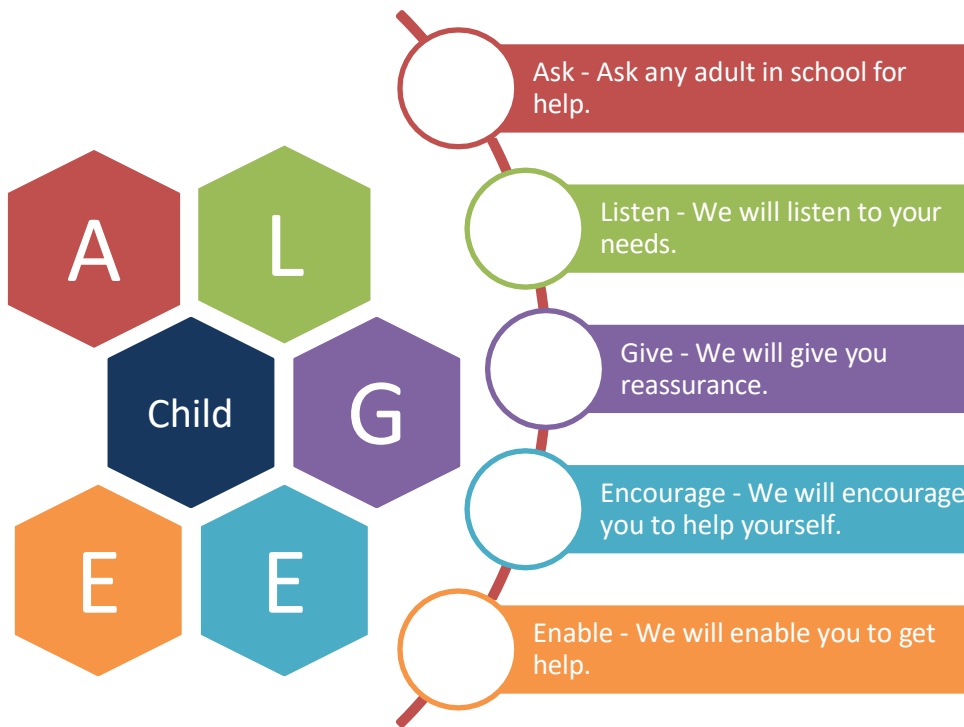 A
L
Child
G
E
E
Ask - Ask any adult in school for
help.
Listen - We will listen to your
needs.
Give - We will give you
reassurance.
Encourage - We will encourage
you to help yourself.
Enable - We will enable you to get
help.